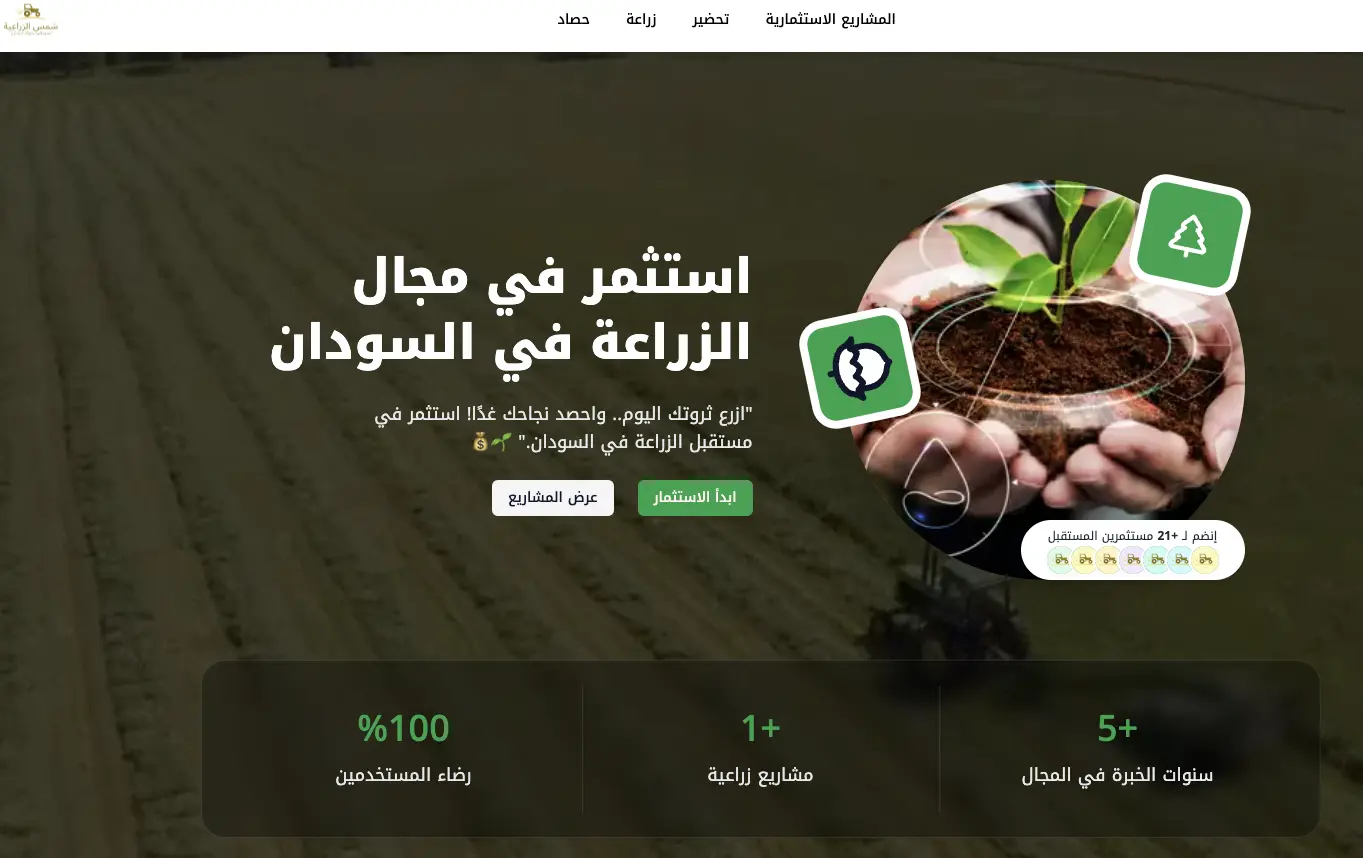 شمس الزراعية
المشاريع الاستثمارية تحضير زراعة حصاد
استثمر في مجال
الزراعة في السودان
"ازرع ثروتك اليوم.. واحصد نجاحك غدًا! استثمر في
مستقبل الزراعة في السودان." 🌱💰
ابدأ الاستثمار عرض المشاريع
إنضم لـ +21 مستثمرين المستقبل
5+
سنوات الخبرة في المجال
1+
مشاريع زراعية
%100
رضاء المستخدمين